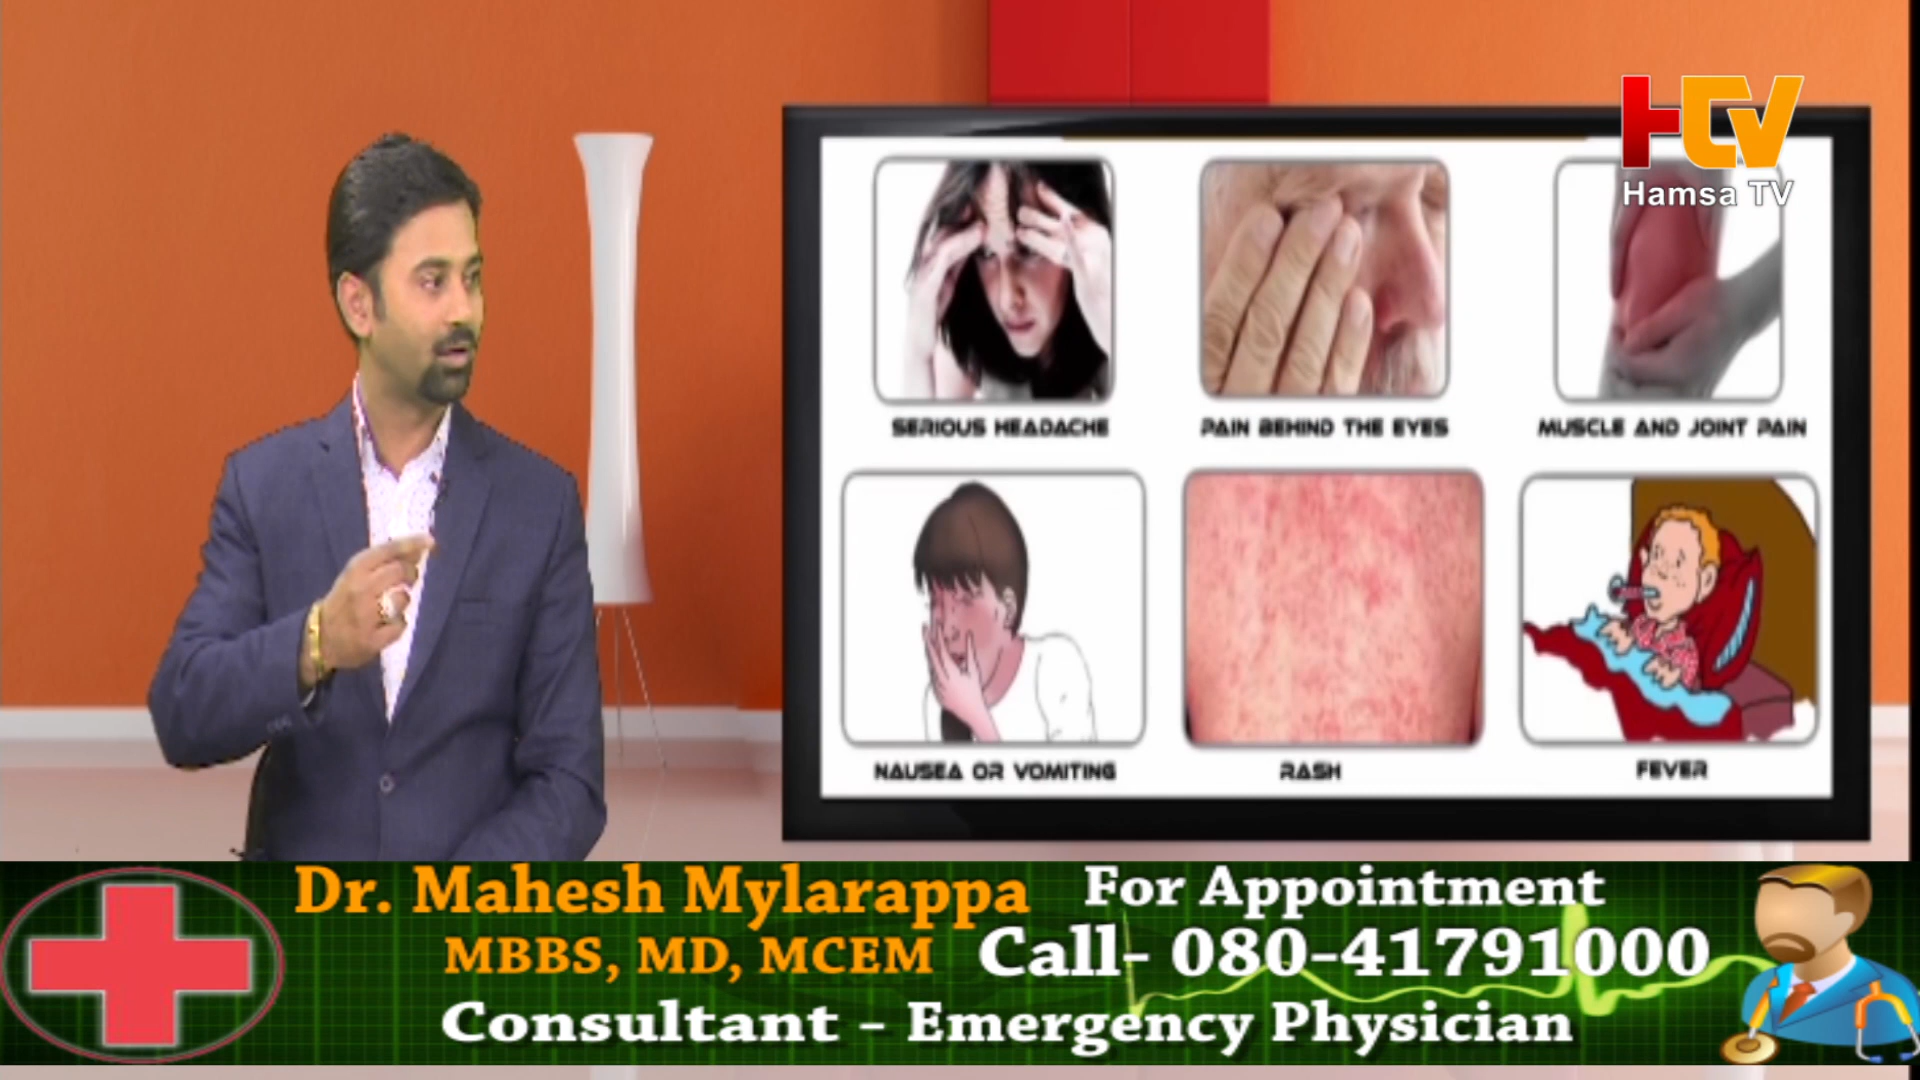 HTV
Hamsa TV
SERIOUS HEADACHE
PAIN BEHIND THE EYES
MUSCLE AND JOINT PAIN
NAUSEA OR VOMITING
RASH
FEVER
Dr. Mahesh Mylarappa
MBBS, MD, MCEM
For Appointment
Call- 080-41791000
Consultant - Emergency Physician